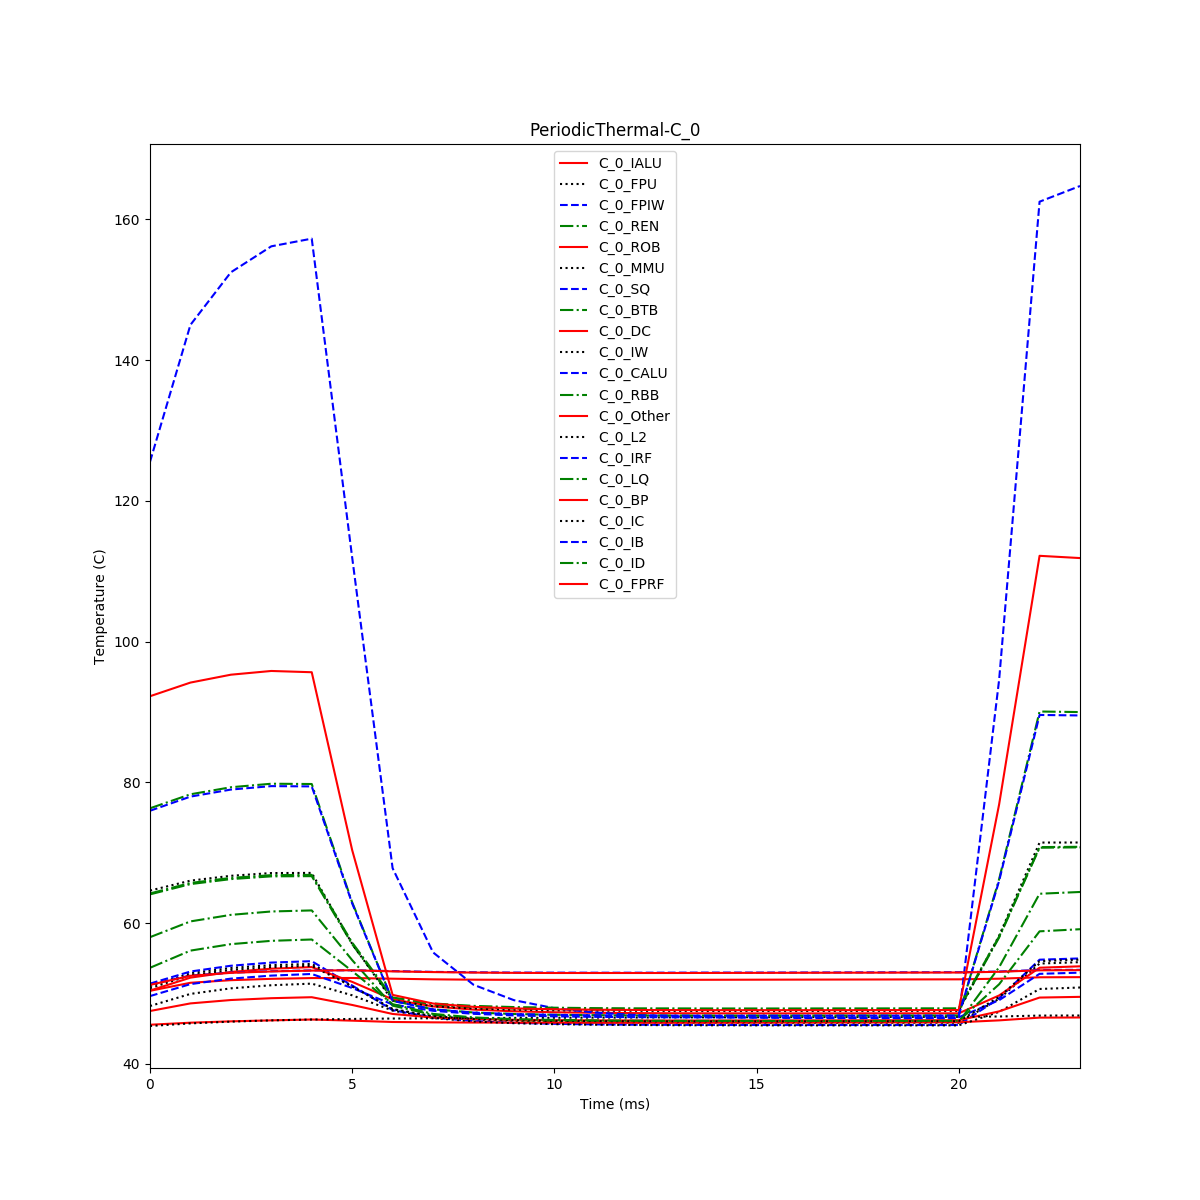 PeriodicThermal-C_0
C_0_IALU
C_0_FPU
C_0_FPIW
C_0_REN
C_0_ROB
C_0_MMU
C_0_SQ
C_0_BTB
C_0_DC
C_0_IW
C_0_CALU
C_0_RBB
C_0_Other
C_0_L2
C_0_IRF
C_0_LQ
C_0_BP
C_0_IC
C_0_IB
C_0_ID
C_0_FPRF
Temperature (C)
160
140
120
100
80
60
40
0 5 10 15 20
Time (ms)